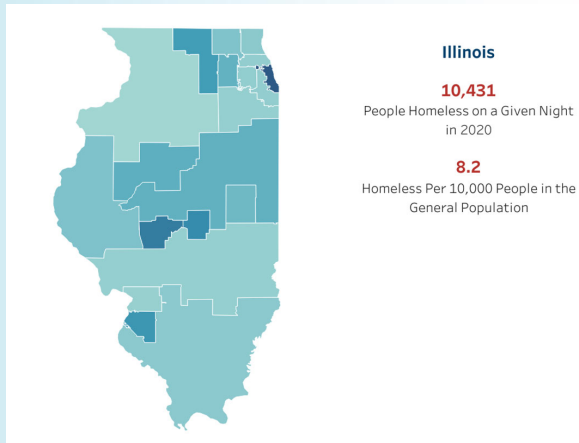 Illinois
10,431
People Homeless on a Given Night
in 2020
8.2
Homeless Per 10,000 People in the
General Population